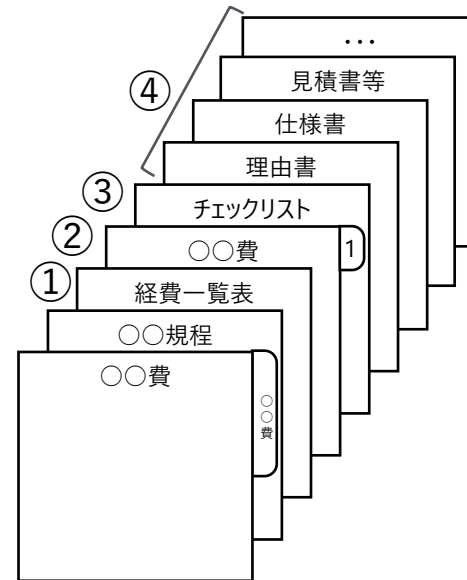 ...
④
見積書等
仕様書
理由書
③
チェックリスト
②
○○費
1
①
経費一覧表
○○規程
○○費
○○費